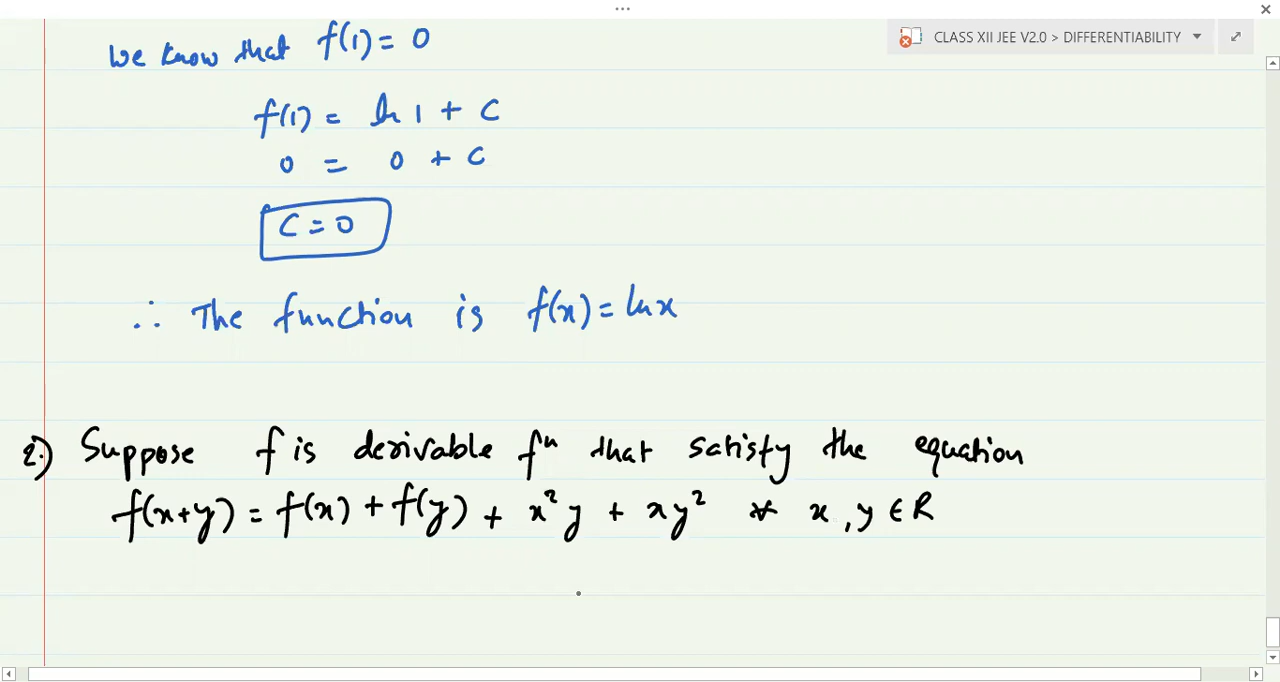 ...
CLASS XII JEE V2.0 > DIFFERENTIABILITY
We know that f(1) = 0
f(1) = ln 1 + C
0 = 0 + C
C = 0
∴ The function is f(x) = ln x
2.) Suppose f is derivable fⁿ that satisfy the equation
f(x+y) = f(x) + f(y) + x²y + xy² ∀ x, y ∈ R